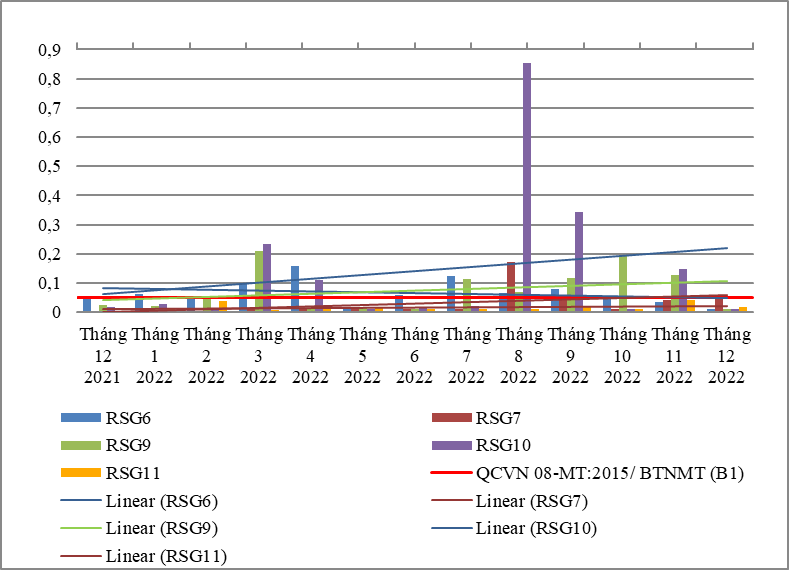 0,9
0,8
0,7
0,6
0,5
0,4
0,3
0,2
0,1
0
Tháng Tháng Tháng Tháng Tháng Tháng Tháng Tháng Tháng Tháng Tháng Tháng Tháng
12 1 2 3 4 5 6 7 8 9 10 11 12
2021 2022 2022 2022 2022 2022 2022 2022 2022 2022 2022 2022 2022
RSG6 RSG7
RSG9 RSG10
RSG11 QCVN 08-MT:2015/ BTNMT (B1)
Linear (RSG6) Linear (RSG7)
Linear (RSG9) Linear (RSG10)
Linear (RSG11)